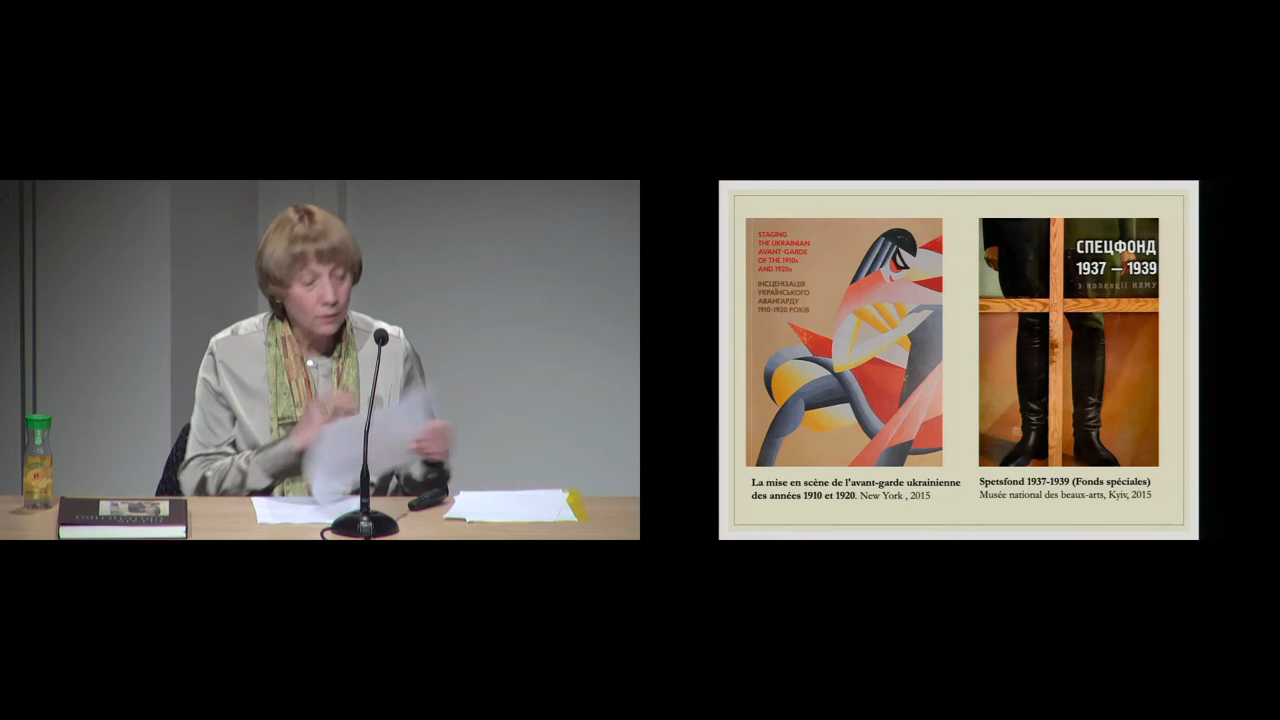 STAGING
THE UKRAINIAN
AVANT-GARDE
OF THE 1910s
AND 1920s
ІНСЦЕНІЗАЦІЯ
УКРАЇНСЬКОГО
АВАНГАРДУ
1910-1920 РОКІВ
СПЕЦФОНД
1937 — 1939
з колекції НХМУ
La mise en scène de l'avant-garde ukrainienne
des années 1910 et 1920. New York , 2015
Spetsfond 1937-1939 (Fonds spéciales)
Musée national des beaux-arts, Kyiv, 2015